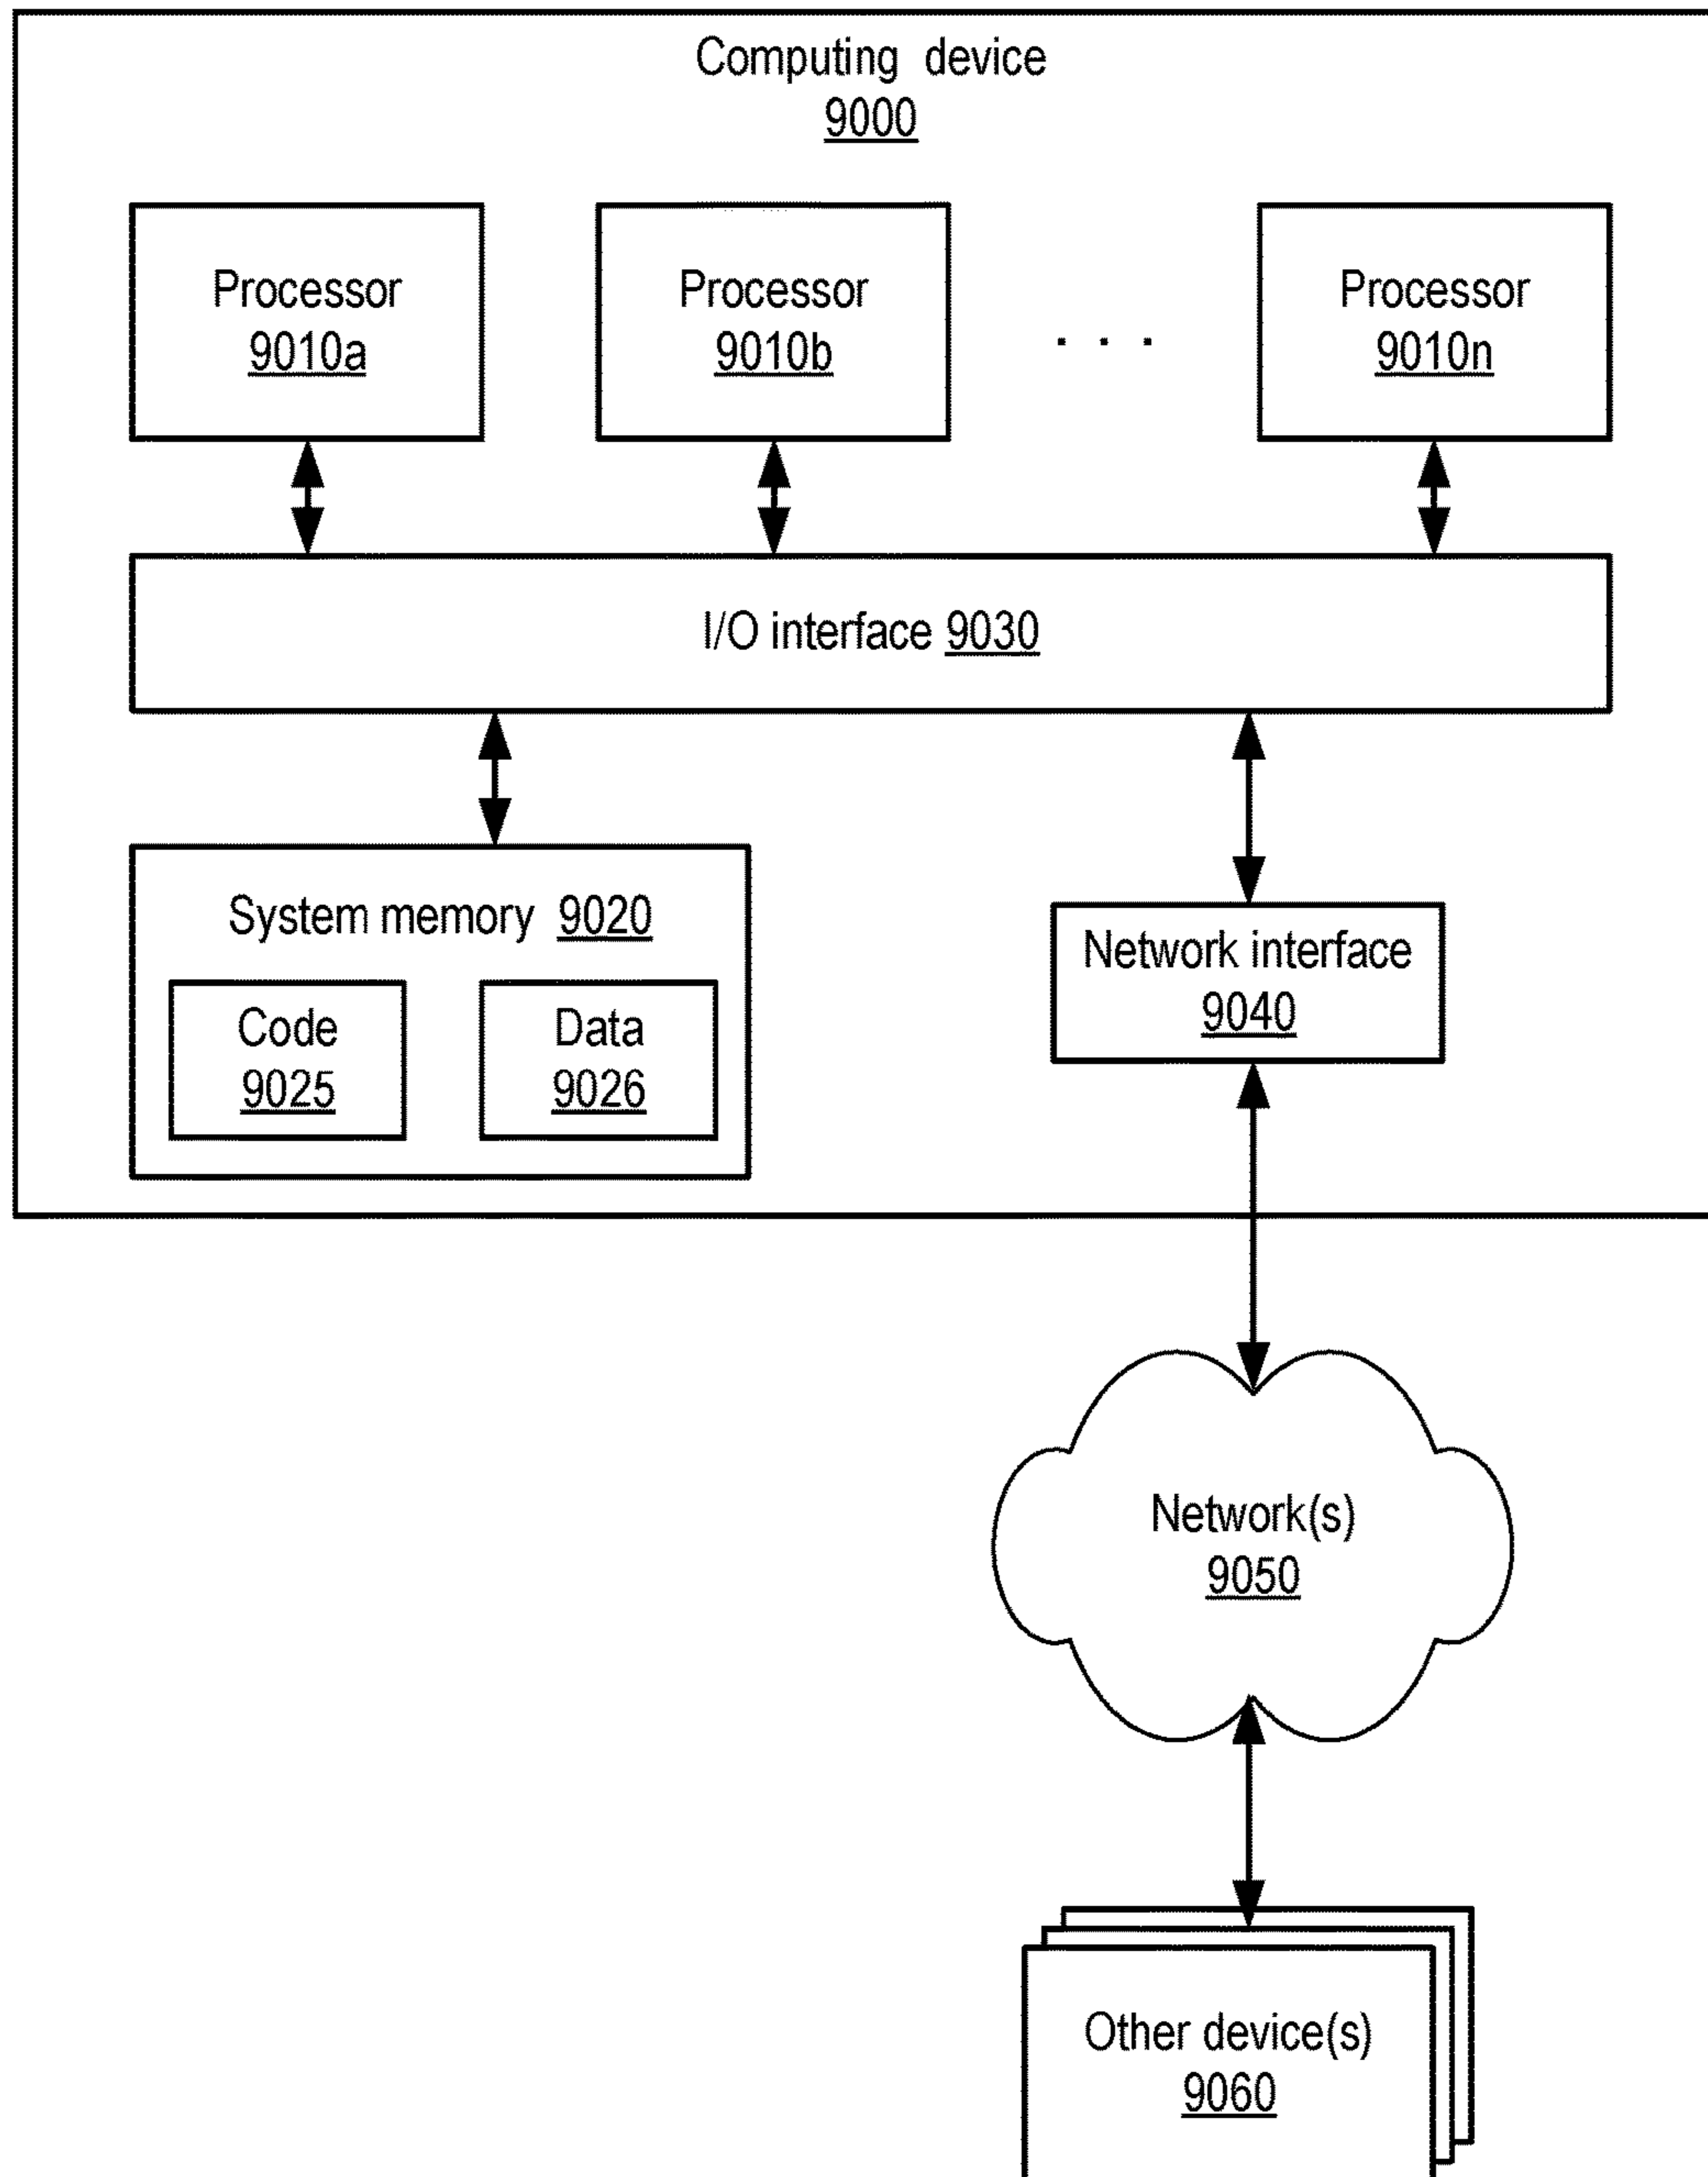 Computing device
9000
Processor
9010a
Processor
9010b
. . .
Processor
9010n
I/O interface 9030
System memory 9020
Code
9025
Data
9026
Network interface
9040
Network(s)
9050
Other device(s)
9060